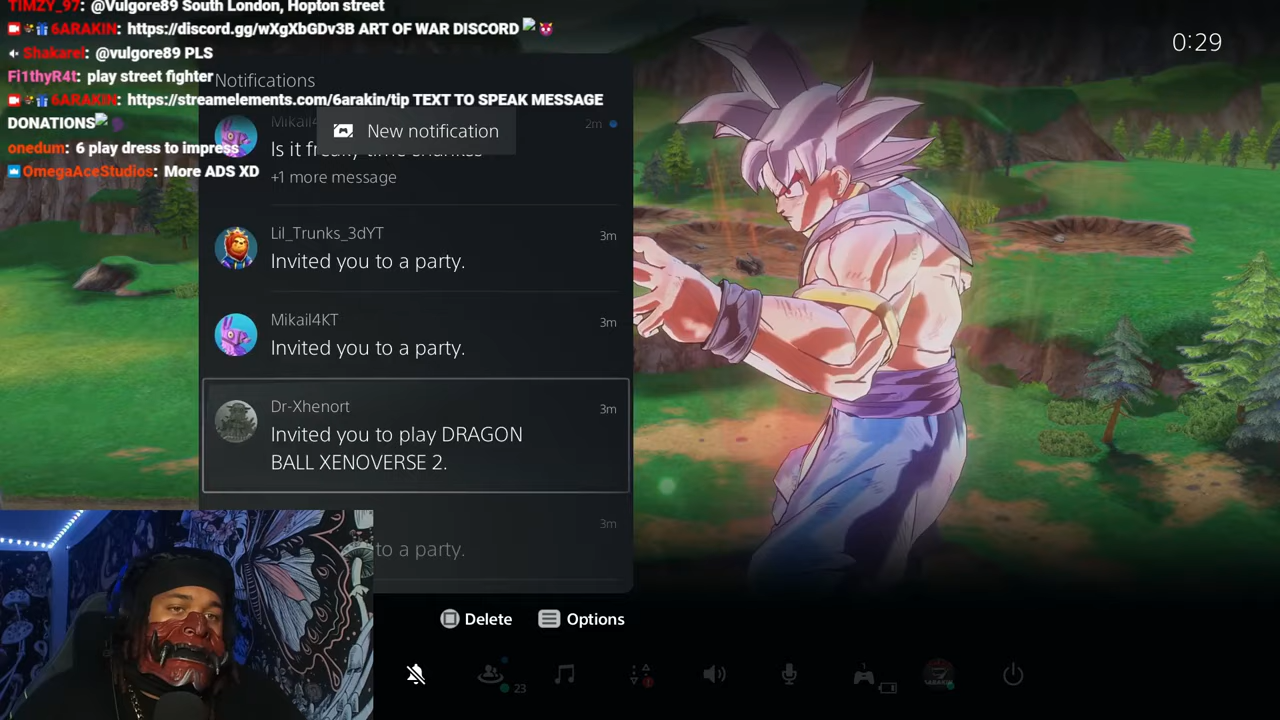 TIMZY_97: @Vulgore89 South London, Hopton street
6ARAKIN: https://discord.gg/wXgXbGDv3B ART OF WAR DISCORD
Shakarel: @vulgore89 PLS
Fi1thyR4t: play street fighter
6ARAKIN: https://streamelements.com/6arakin/tip TEXT TO SPEAK MESSAGE
DONATIONS
onedum: 6 play dress to impress
OmegaAceStudios: More ADS XD
0:29
Notifications
New notification
2m
Is it
+1 more message
Lil_Trunks_3dYT
3m
Invited you to a party.
Mikail4KT
3m
Invited you to a party.
Dr-Xhenort
3m
Invited you to play DRAGON
BALL XENOVERSE 2.
3m
to a party.
Delete
Options
23
1